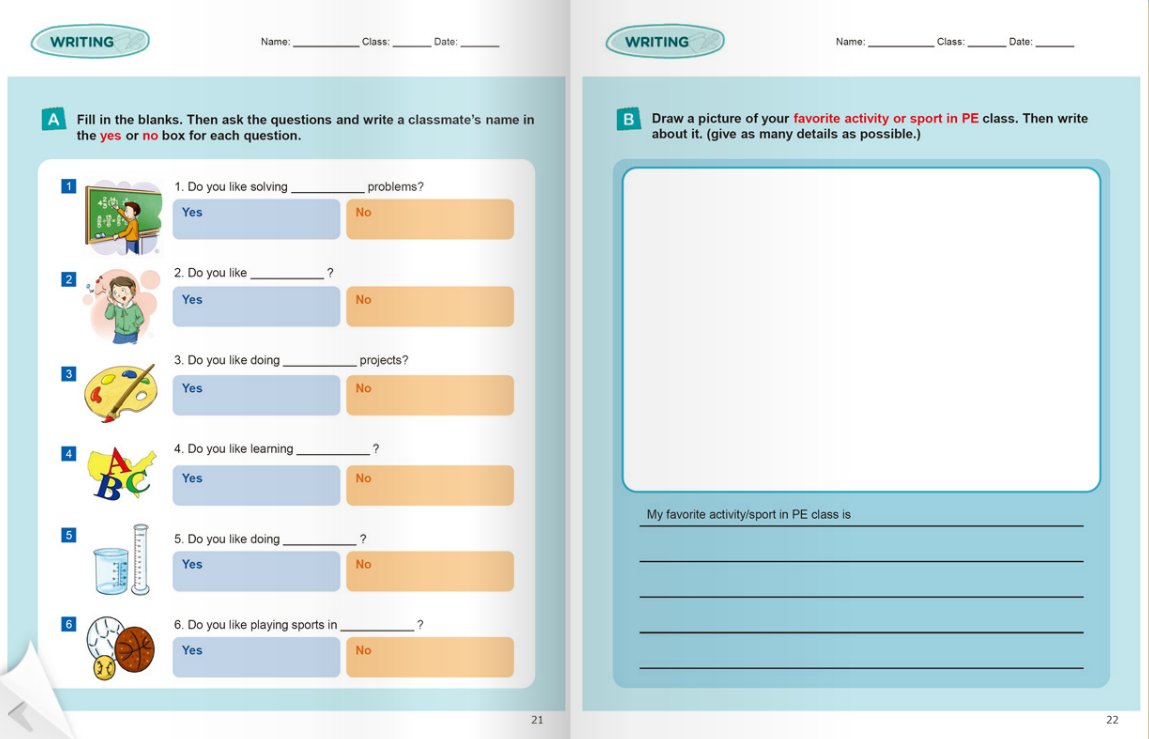 WRITING
Name: __________ Class: ______ Date: ______
A
Fill in the blanks. Then ask the questions and write a classmate's name in
the yes or no box for each question.
1
1. Do you like solving ___________ problems?
Yes
No
2
2. Do you like ___________ ?
Yes
No
3
3. Do you like doing ___________ projects?
Yes
No
4
4. Do you like learning ___________ ?
A
B
C
Yes
No
5
5. Do you like doing ___________ ?
Yes
No
6
6. Do you like playing sports in ___________ ?
Yes
No
21
WRITING
Name: __________ Class: ______ Date: ______
B
Draw a picture of your favorite activity or sport in PE class. Then write
about it. (give as many details as possible.)
My favorite activity/sport in PE class is
22